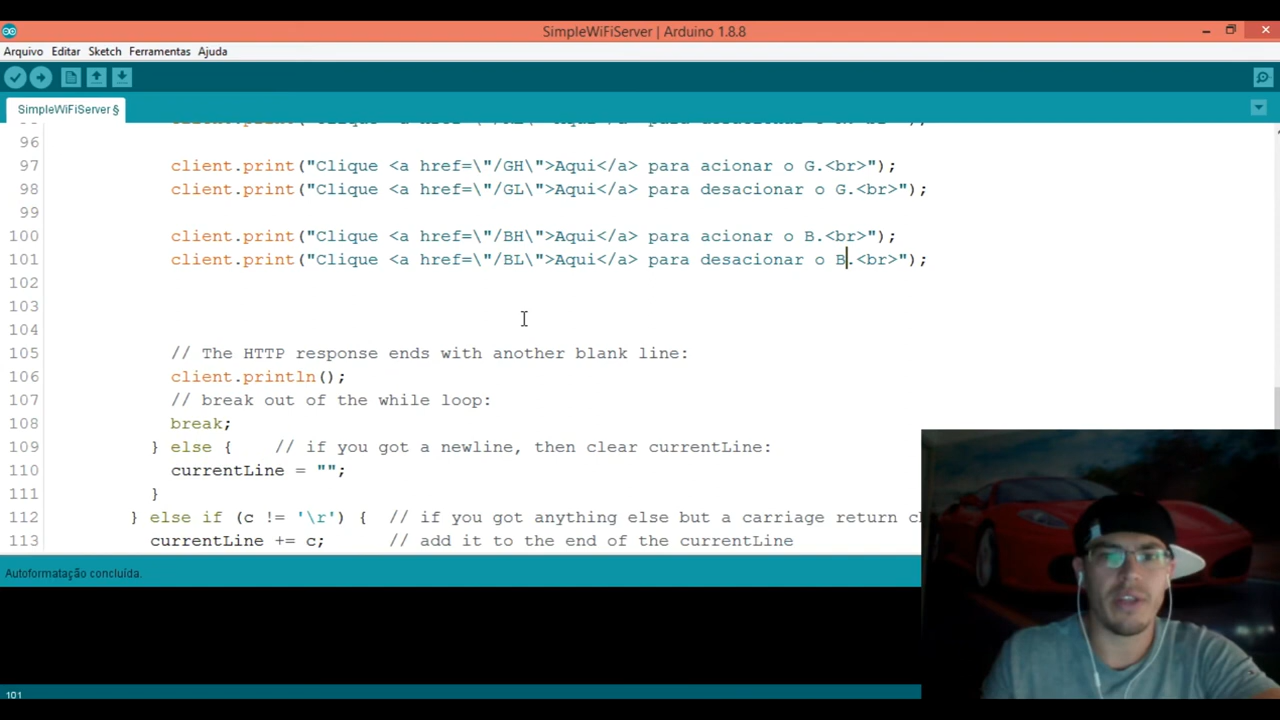 SimpleWiFiServer | Arduino 1.8.8
Arquivo Editar Sketch Ferramentas Ajuda
SimpleWiFiServer §
96
97 client.print("Clique <a href=\"/GH\">Aqui</a> para acionar o G.<br>");
98 client.print("Clique <a href=\"/GL\">Aqui</a> para desacionar o G.<br>");
99
100 client.print("Clique <a href=\"/BH\">Aqui</a> para acionar o B.<br>");
101 client.print("Clique <a href=\"/BL\">Aqui</a> para desacionar o B.<br>");
102
103
104
105 // The HTTP response ends with another blank line:
106 client.println();
107 // break out of the while loop:
108 break;
109 } else { // if you got a newline, then clear currentLine:
110 currentLine = "";
111 }
112 } else if (c != '\r') { // if you got anything else but a carriage return
113 currentLine += c; // add it to the end of the currentLine
Autoformatação concluída.
101